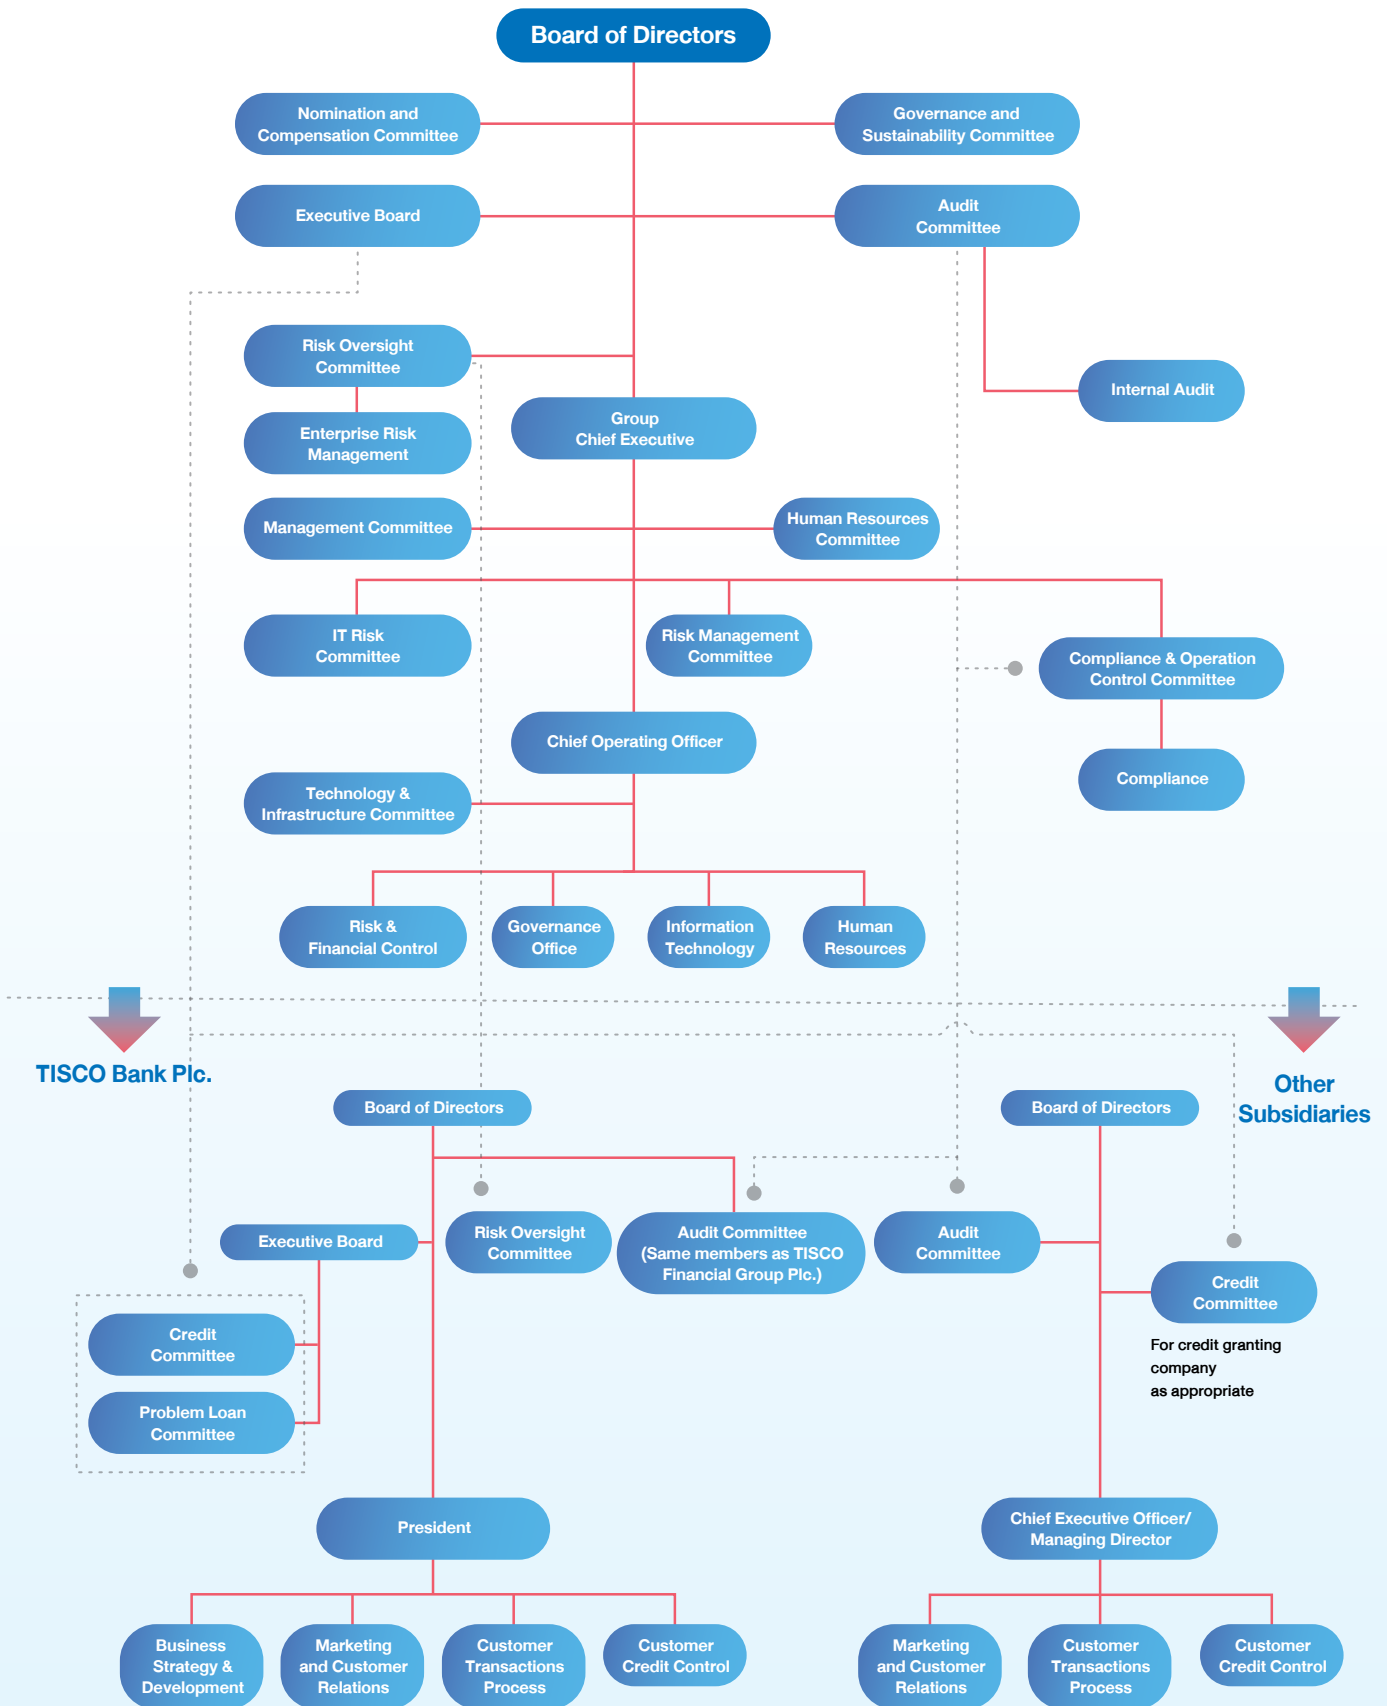 Board of Directors
Nomination and
Compensation Committee
Governance and
Sustainability Committee
Executive Board
Audit
Committee
Risk Oversight
Committee
Internal Audit
Enterprise Risk
Management
Group
Chief Executive
Management Committee
Human Resources
Committee
IT Risk
Committee
Risk Management
Committee
Compliance & Operation
Control Committee
Chief Operating Officer
Compliance
Technology &
Infrastructure Committee
Risk &
Financial Control
Governance
Office
Information
Technology
Human
Resources
TISCO Bank Plc.
Other
Subsidiaries
Board of Directors
Board of Directors
Executive Board
Risk Oversight
Committee
Audit Committee
(Same members as TISCO
Financial Group Plc.)
Audit
Committee
Credit
Committee
For credit granting
company
as appropriate
Credit
Committee
Problem Loan
Committee
President
Chief Executive Officer/
Managing Director
Business
Strategy &
Development
Marketing
and Customer
Relations
Customer
Transactions
Process
Customer
Credit Control
Marketing
and Customer
Relations
Customer
Transactions
Process
Customer
Credit Control